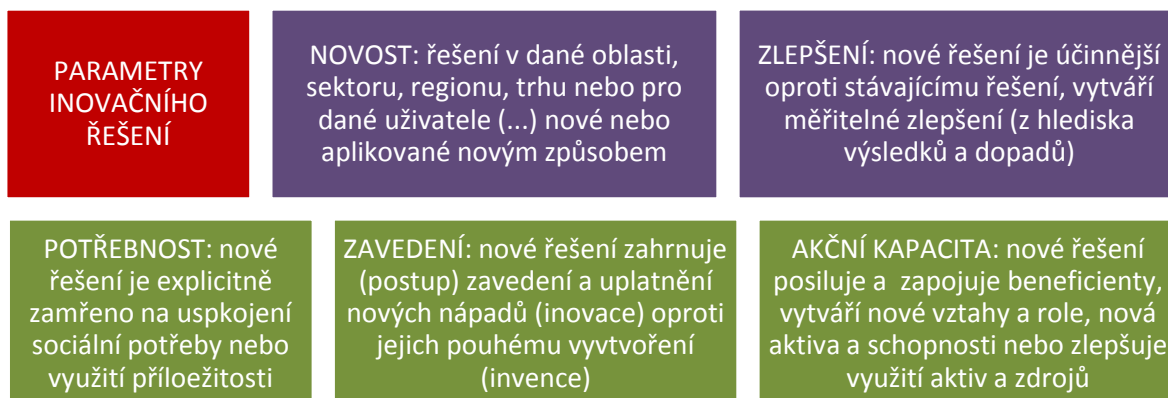 PARAMETRY
INOVAČNÍHO
ŘEŠENÍ
NOVOST: řešení v dané oblasti,
sektoru, regionu, trhu nebo pro
dané uživatele (...) nové nebo
aplikované novým způsobem
ZLEPŠENÍ: nové řešení je účinnější
oproti stávajícímu řešení, vytváří
měřitelné zlepšení (z hlediska
výsledků a dopadů)
POTŘEBNOST: nové
řešení je explicitně
zamřeno na uspkojení
sociální potřeby nebo
využití příloežitosti
ZAVEDENÍ: nové řešení zahrnuje
(postup) zavedení a uplatnění
nových nápadů (inovace) oproti
jejich pouhému vyvtvoření
(invence)
AKČNÍ KAPACITA: nové řešení
posiluje a  zapojuje beneficienty,
vytváří nové vztahy a role, nová
aktiva a schopnosti nebo zlepšuje
využití aktiv a zdrojů